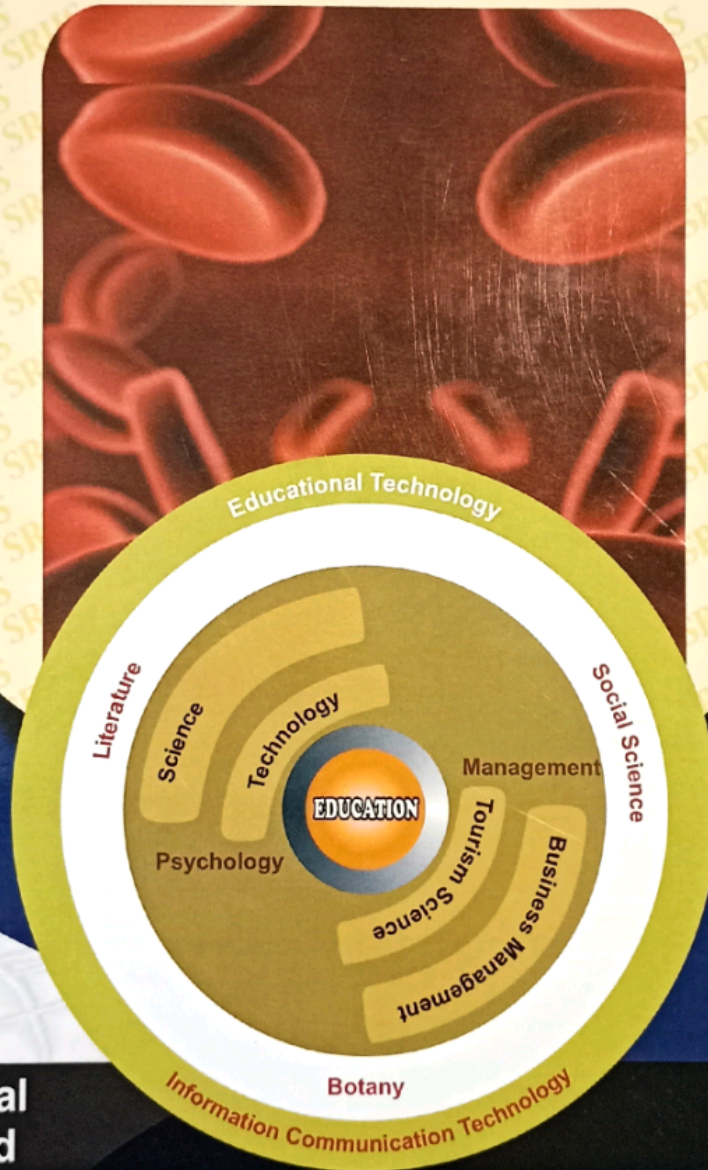 Educational Technology
Literature
Social Science
Science
Technology
Management
EDUCATION
Psychology
Tourism Science
Business Management
Botany
Information Communication Technology
al
d